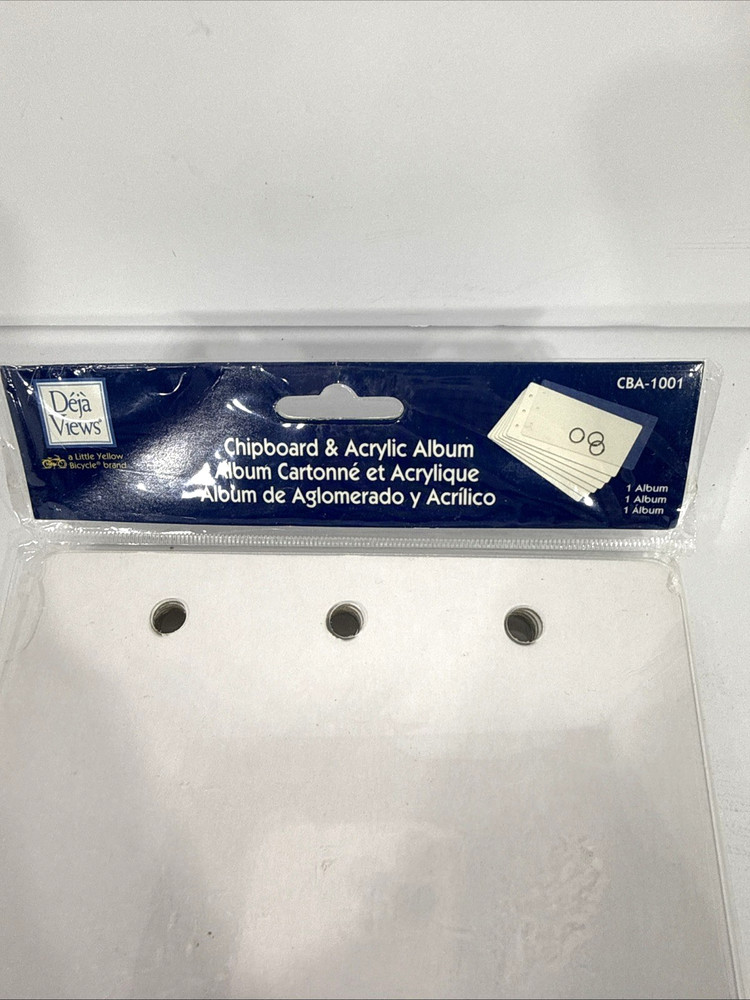 Déjà
Views®
a Little Yellow
Bicycle® brand
Chipboard & Acrylic Album
Album Cartonné et Acrylique
Album de Aglomerado y Acrílico
CBA-1001
1 Album
1 Album
1 Álbum